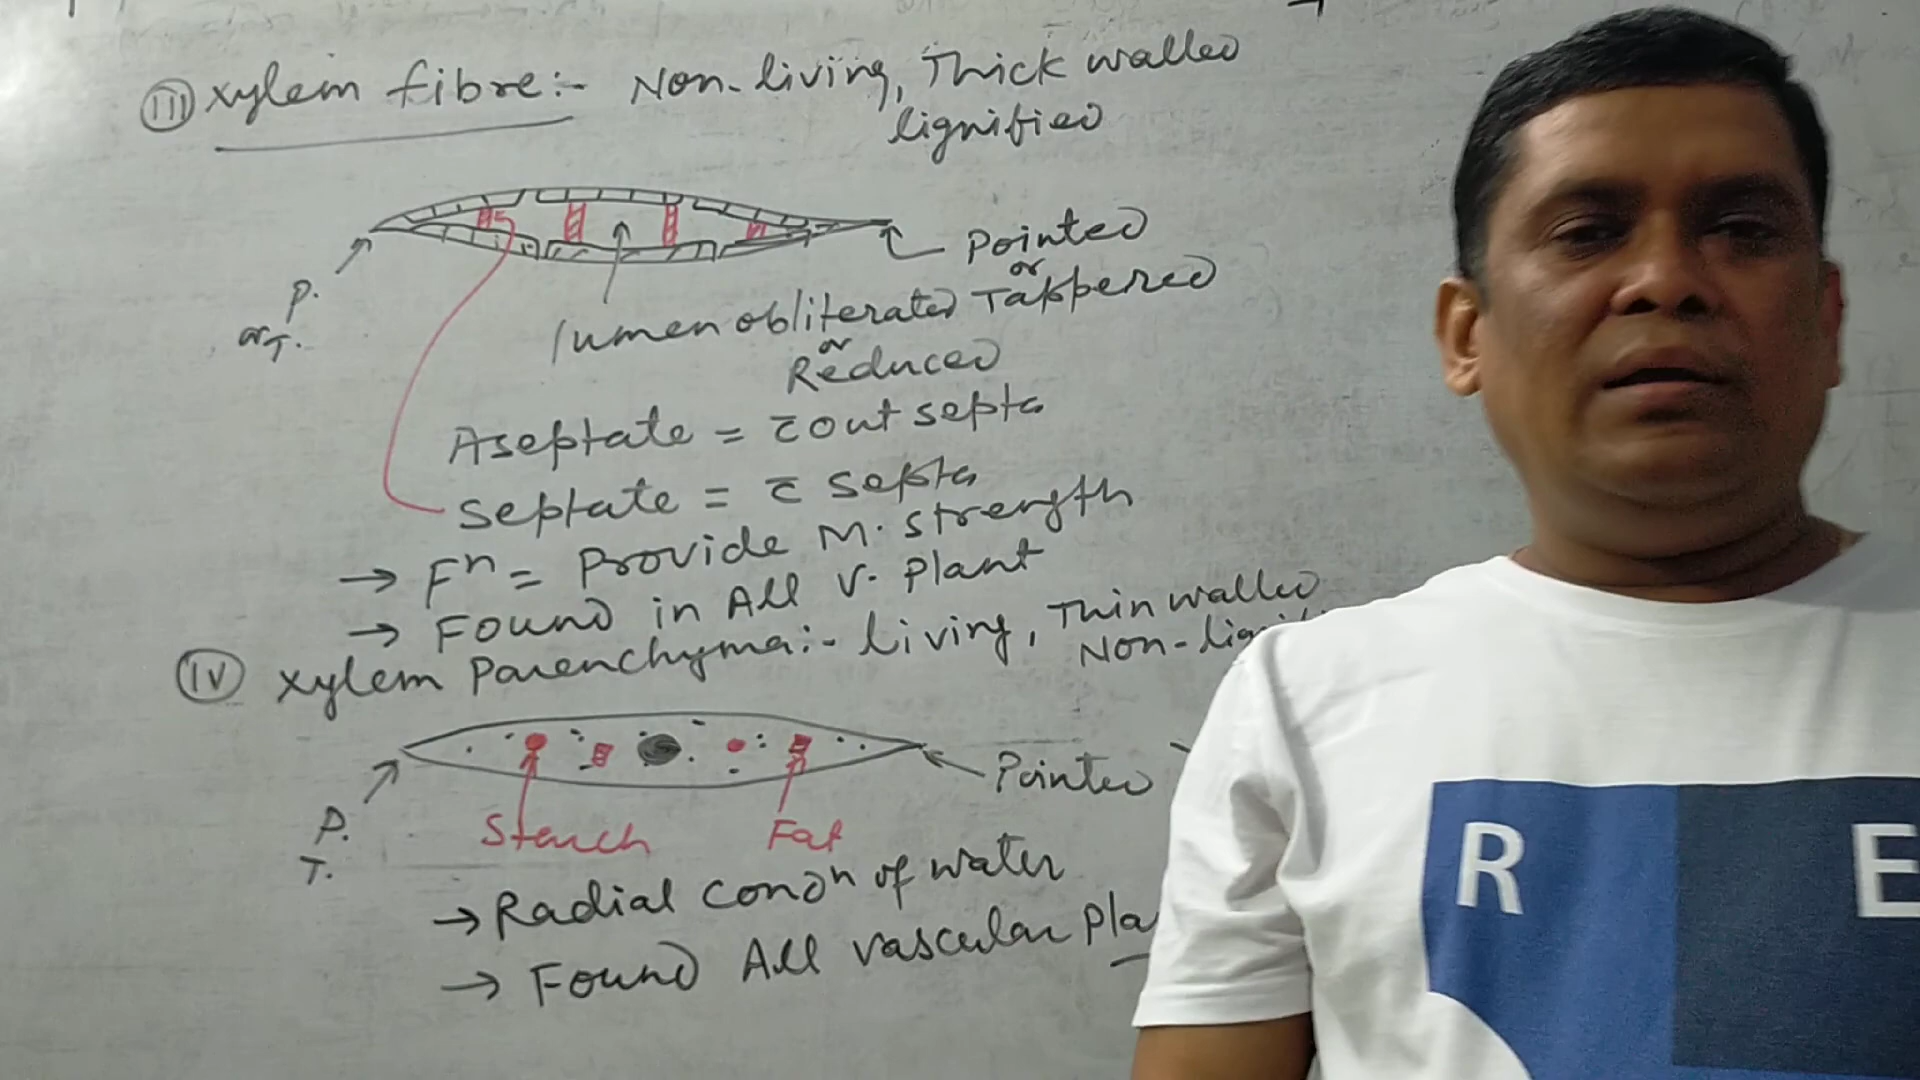 III xylem fibre:- Non-living, Thick walled
lignified
Pointed
or
Tappered
P.
or T.
lumen obliterated
or
Reduced
Aseptate = c̄out septa
Septate = c̄ septa
→ Fⁿ = Provide M. strength
→ Found in All V. Plant
IV Xylem Parenchyma:- living, Thin walled
Non-
Pointed
P.
T.
Starch
Fat
→ Radial condⁿ of water
→ Found All vascular Pla
R E